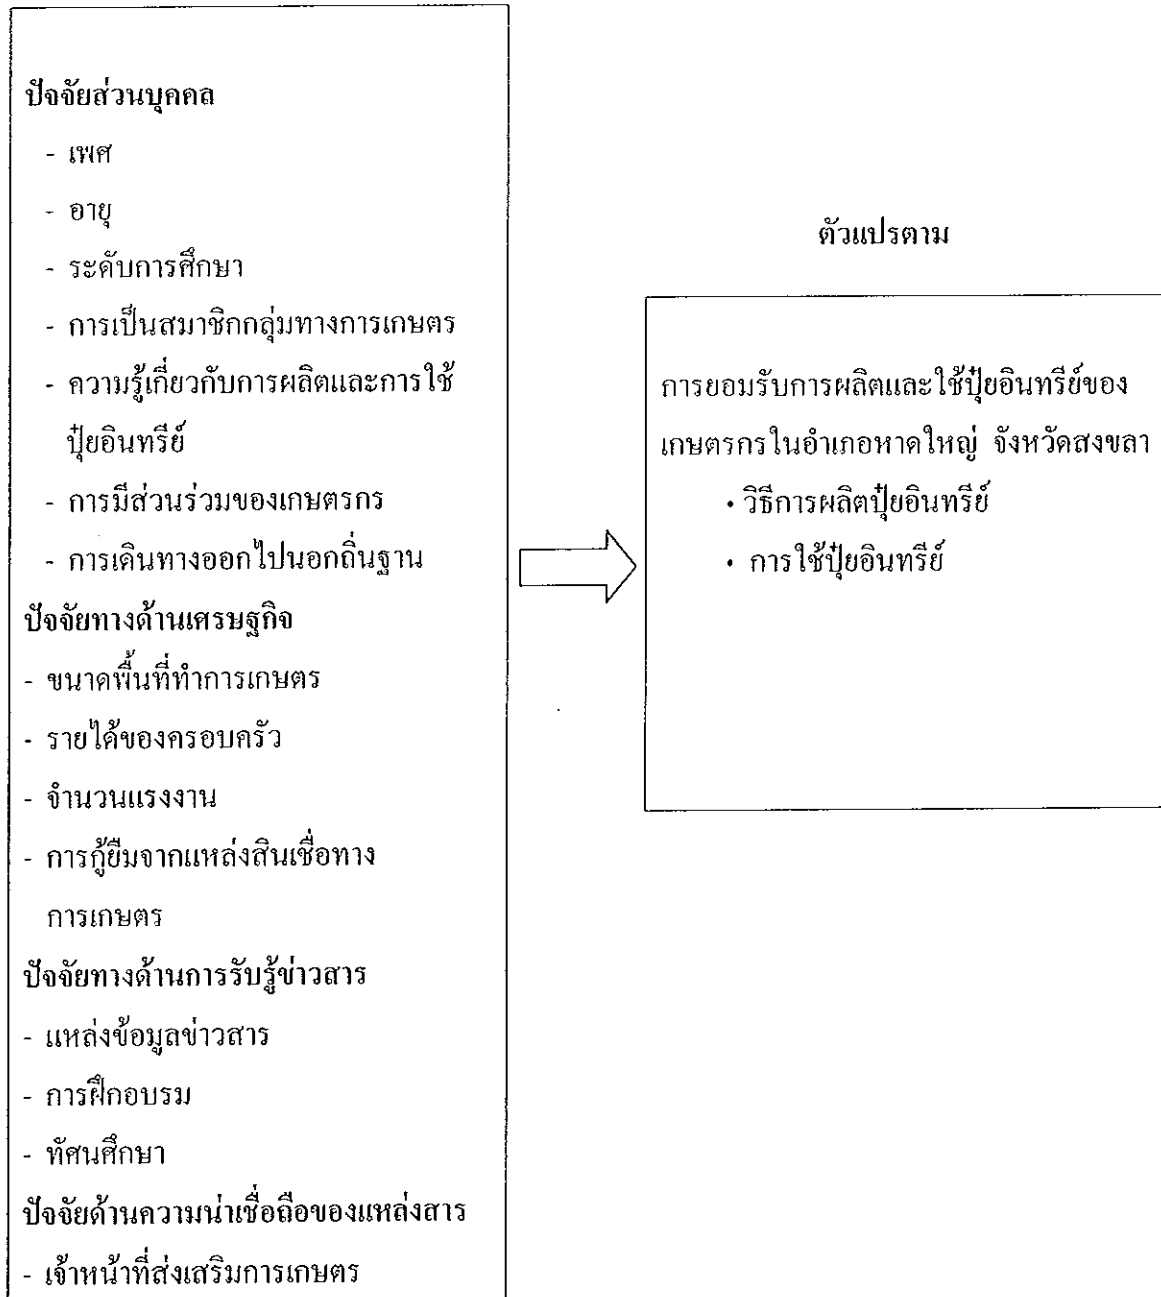 ปัจจัยส่วนบุคคล
- เพศ
- อายุ
- ระดับการศึกษา
- การเป็นสมาชิกกลุ่มทางการเกษตร
- ความรู้เกี่ยวกับการผลิตและการใช้
ปุ๋ยอินทรีย์
- การมีส่วนร่วมของเกษตรกร
- การเดินทางออกไปนอกถิ่นฐาน
ปัจจัยทางด้านเศรษฐกิจ
- ขนาดพื้นที่ทำการเกษตร
- รายได้ของครอบครัว
- จำนวนแรงงาน
- การกู้ยืมจากแหล่งสินเชื่อทาง
การเกษตร
ปัจจัยทางด้านการรับรู้ข่าวสาร
- แหล่งข้อมูลข่าวสาร
- การฝึกอบรม
- ทัศนศึกษา
ปัจจัยด้านความน่าเชื่อถือของแหล่งสาร
- เจ้าหน้าที่ส่งเสริมการเกษตร
ตัวแปรตาม
การยอมรับการผลิตและใช้ปุ๋ยอินทรีย์ของ
เกษตรกรในอำเภอหาดใหญ่ จังหวัดสงขลา
• วิธีการผลิตปุ๋ยอินทรีย์
• การใช้ปุ๋ยอินทรีย์